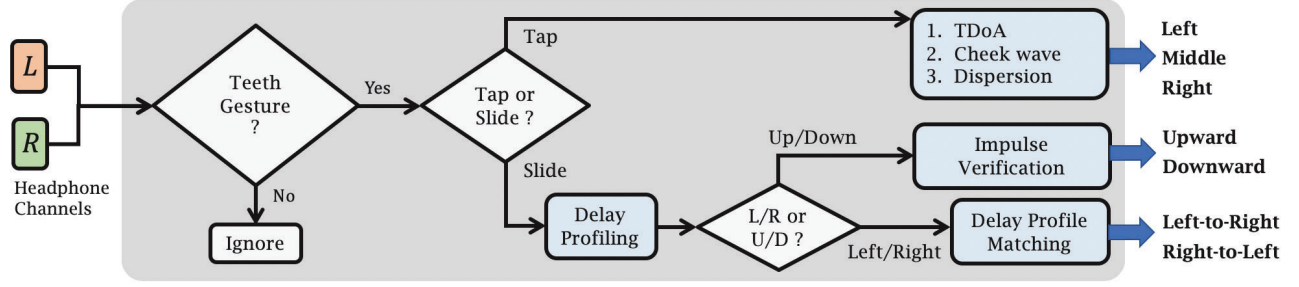 L
R
Headphone
Channels
Teeth
Gesture
?
Yes
No
Ignore
Tap or
Slide ?
Tap
Slide
1. TDoA
2. Cheek wave
3. Dispersion
Left
Middle
Right
Delay
Profiling
L/R or
U/D ?
Up/Down
Left/Right
Impulse
Verification
Upward
Downward
Delay Profile
Matching
Left-to-Right
Right-to-Left